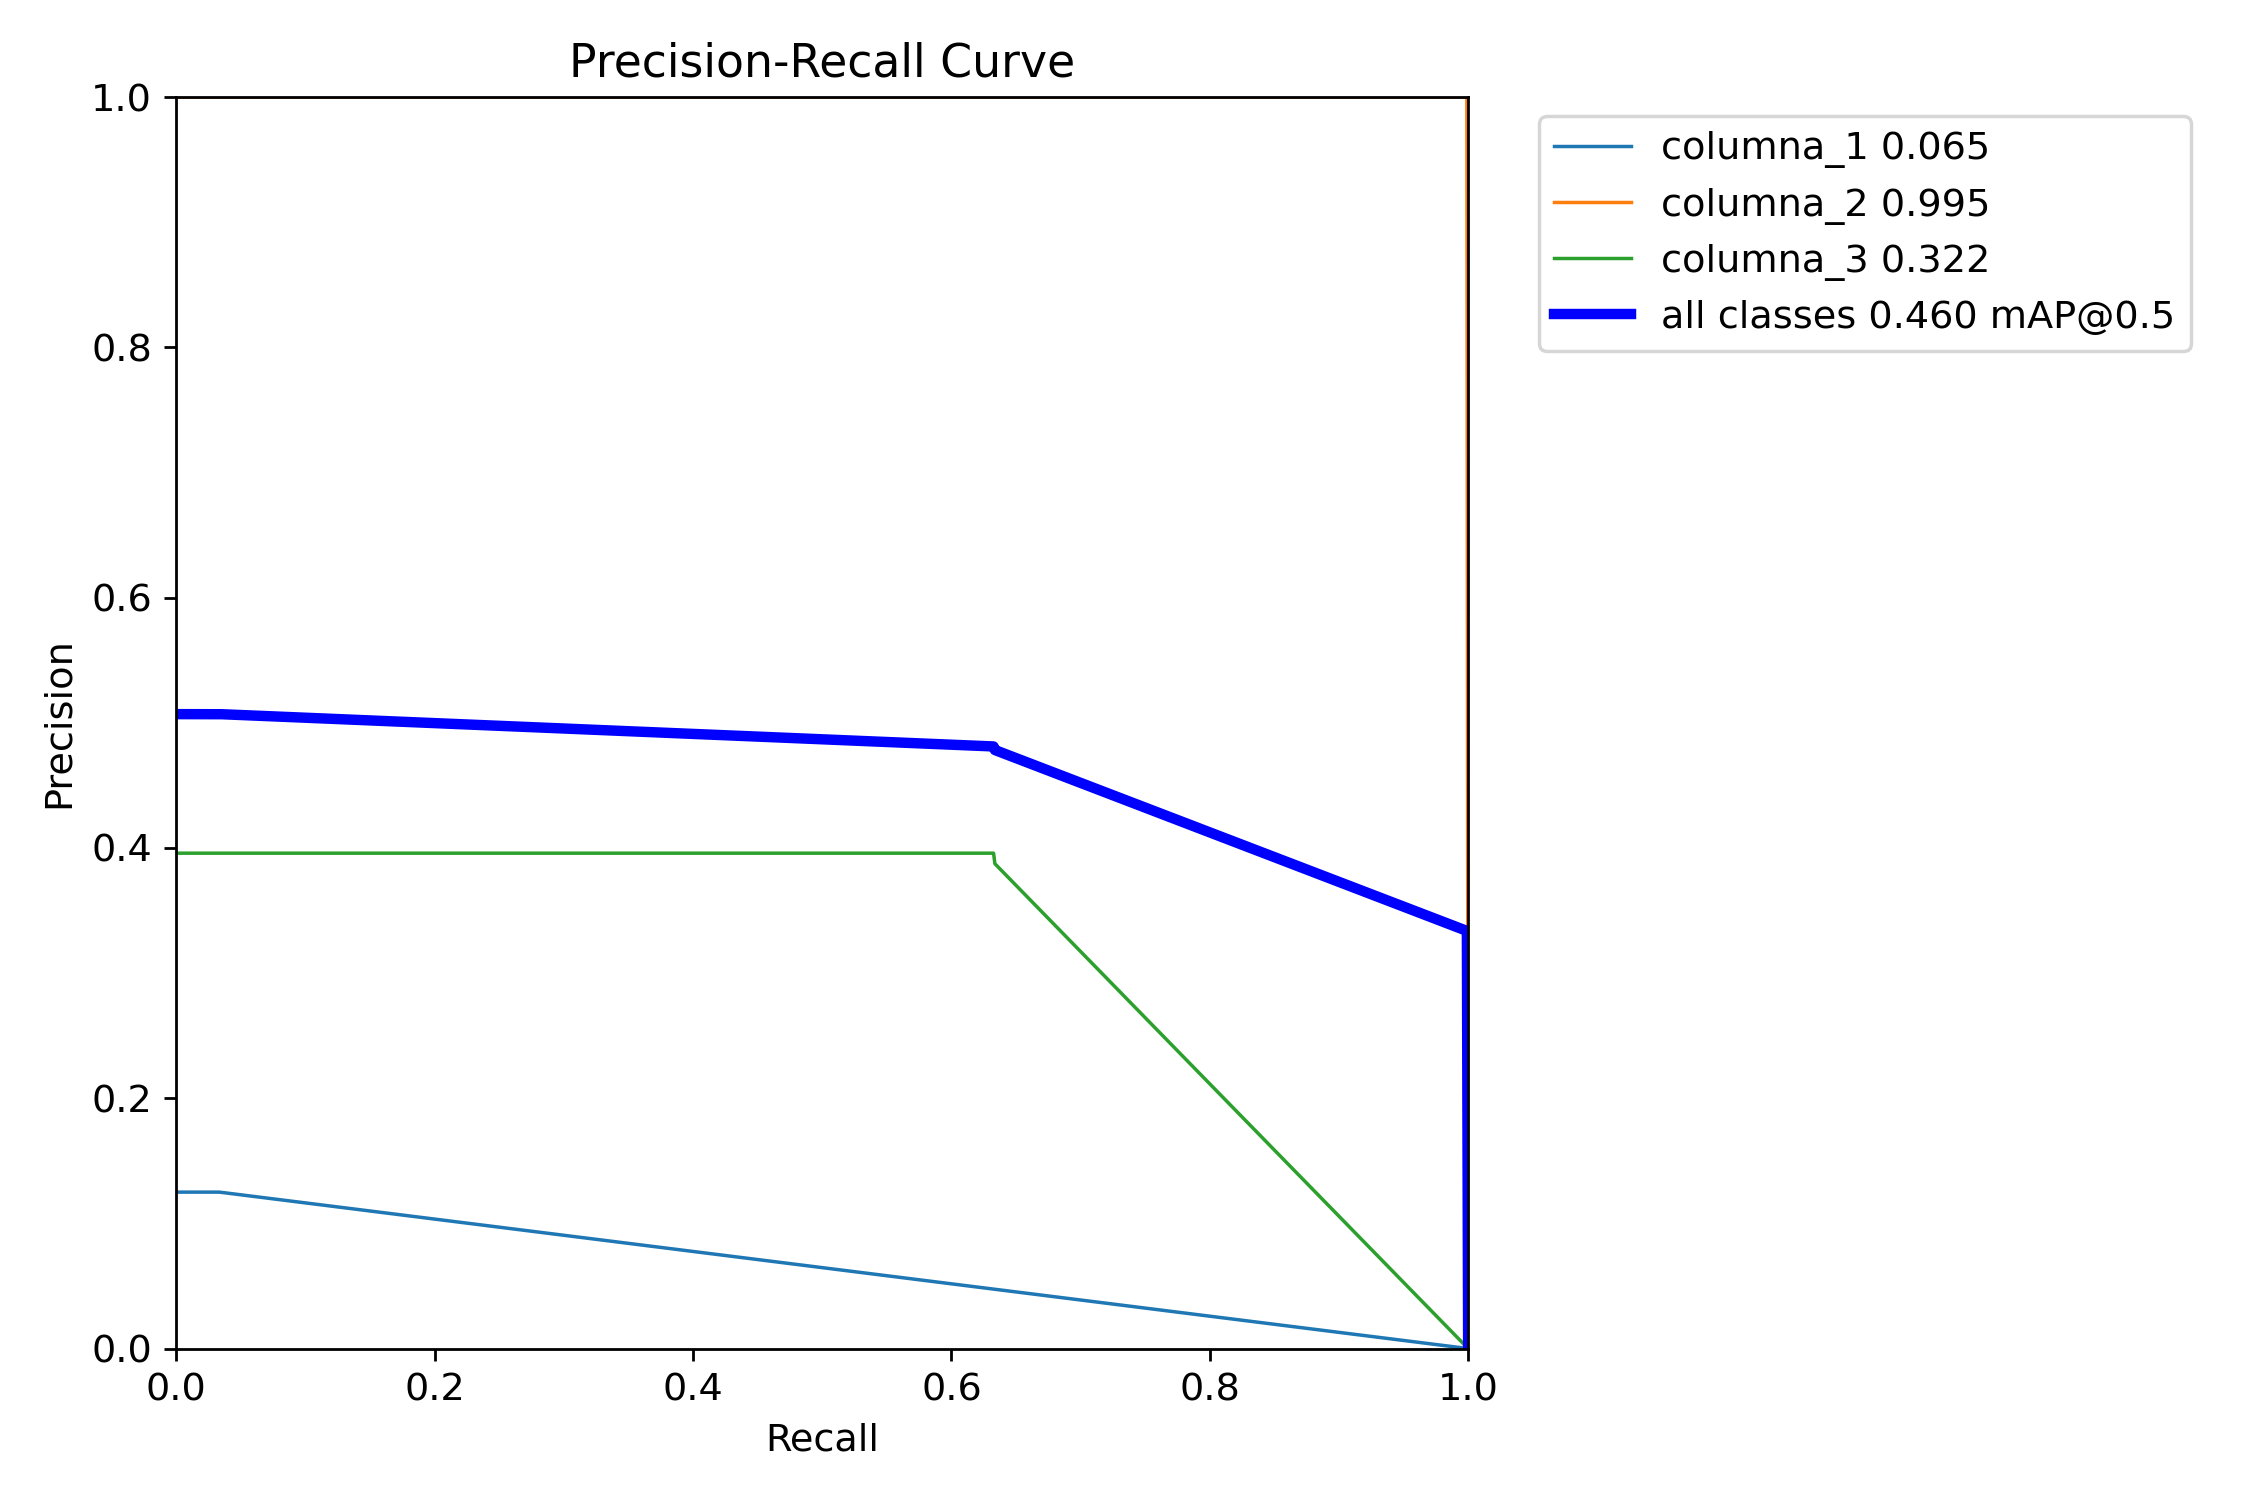 Precision-Recall Curve
1.0
0.8
0.6
0.4
0.2
0.0
Precision
0.0 0.2 0.4 0.6 0.8 1.0
Recall
columna_1 0.065
columna_2 0.995
columna_3 0.322
all classes 0.460 mAP@0.5